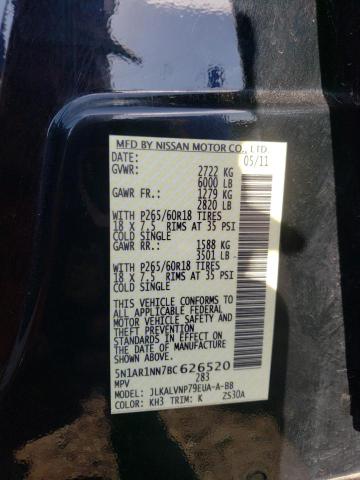 MFD BY NISSAN MOTOR CO., LTD.
DATE: 05/11
GVWR: 2722 KG
6000 LB
GAWR FR.: 1279 KG
2820 LB
WITH P265/60R18 TIRES
18 X 7.5 RIMS AT 35 PSI
COLD SINGLE
GAWR RR.: 1588 KG
3501 LB
WITH P265/60R18 TIRES
18 X 7.5 RIMS AT 35 PSI
COLD SINGLE
THIS VEHICLE CONFORMS TO
ALL APPLICABLE FEDERAL
MOTOR VEHICLE SAFETY AND
THEFT PREVENTION STANDARDS
IN EFFECT ON THE DATE OF
MANUFACTURE SHOWN ABOVE.
5N1AR1NN7BC626520
MPV 283
MODEL: JLKALVNP79EUA-A-BB
COLOR: KH3 TRIM: K ZS30A